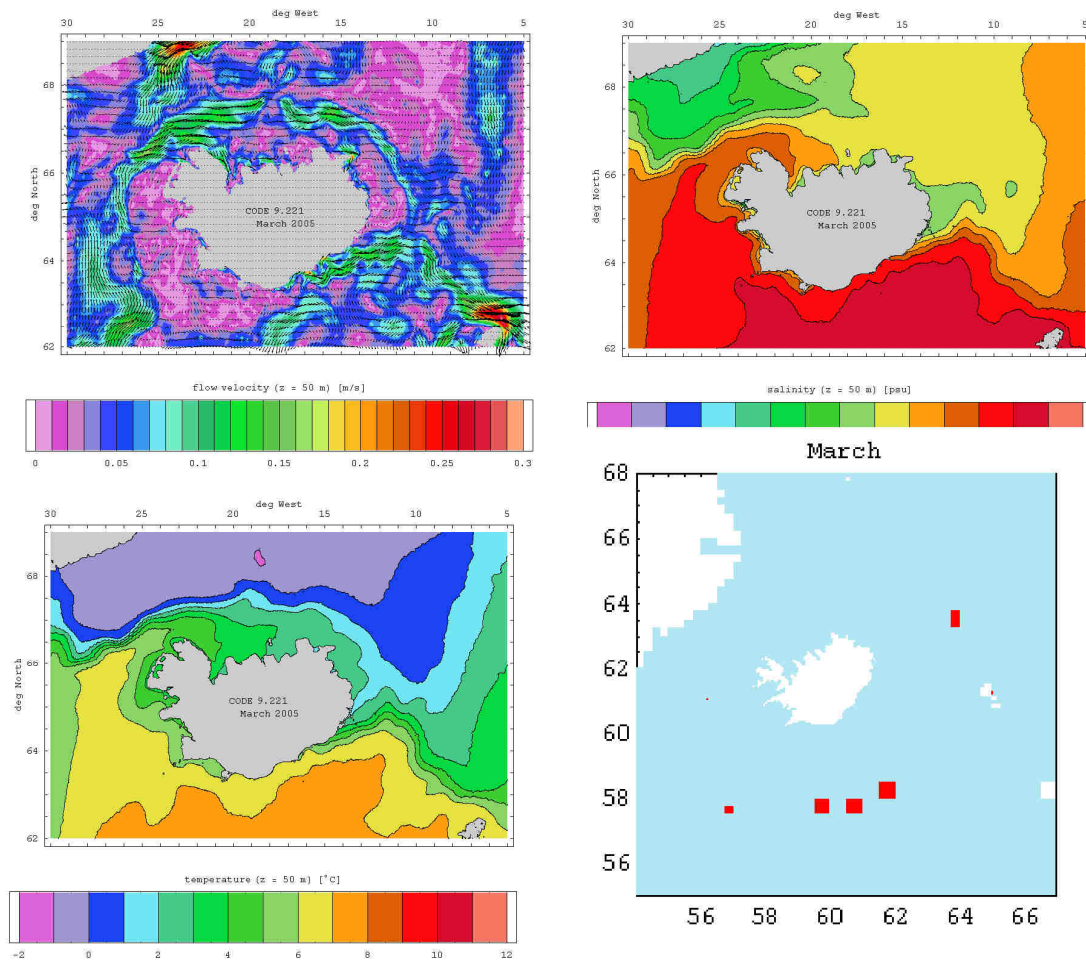 deg West
30 25 20 15 10 5
deg North
68
66
64
62
CODE 9.221
March 2005
flow velocity (z = 50 m) [m/s]
0 0.05 0.1 0.15 0.2 0.25 0.3
deg West
30 25 20 15 10 5
deg North
68
66
64
62
CODE 9.221
March 2005
salinity (z = 50 m) [psu]
deg West
30 25 20 15 10 5
deg North
68
66
64
62
CODE 9.221
March 2005
temperature (z = 50 m) [°C]
-2 0 2 4 6 8 10 12
March
68
66
64
62
60
58
56
56 58 60 62 64 66